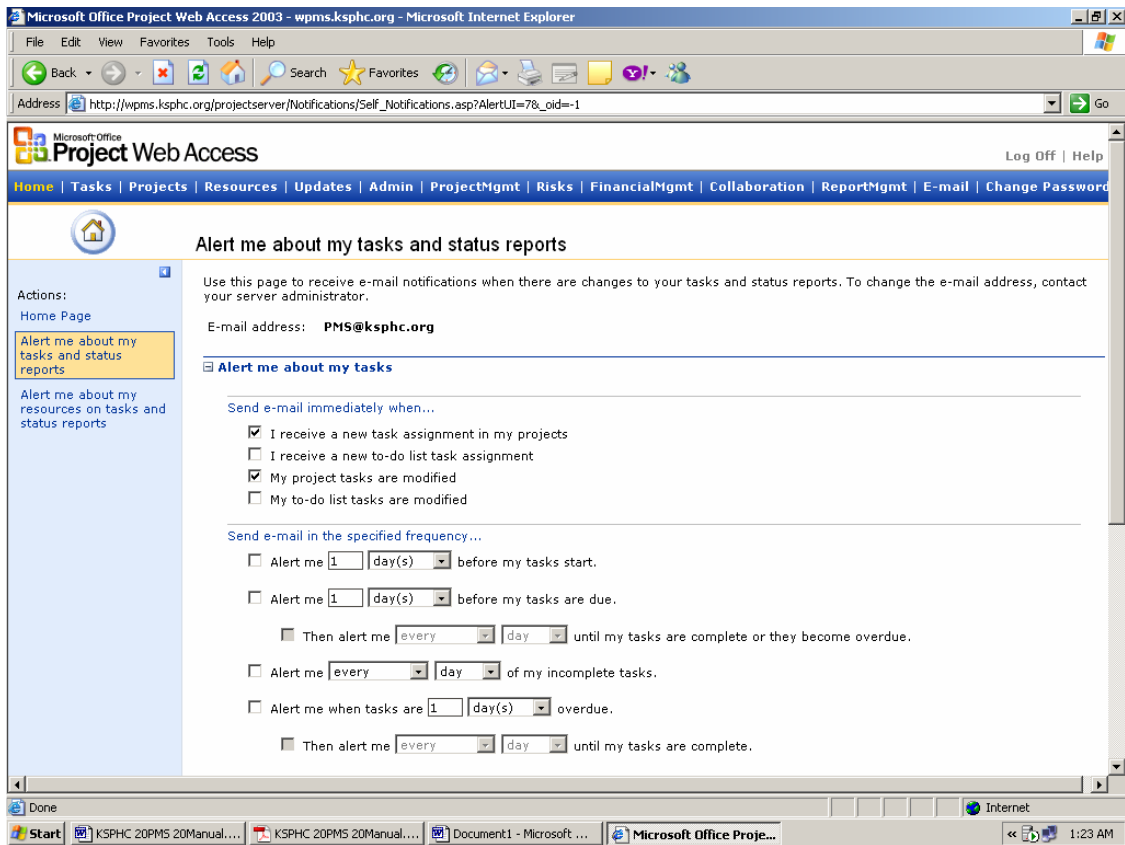 Microsoft Office Project Web Access 2003 - wpms.ksphc.org - Microsoft Internet Explorer
File Edit View Favorites Tools Help
Back Search Favorites
Address http://wpms.ksphc.org/projectserver/Notifications/Self_Notifications.asp?AlertUI=7&_oid=-1 Go
Microsoft Office
Project Web Access
Log Off | Help
Home | Tasks | Projects | Resources | Updates | Admin | ProjectMgmt | Risks | FinancialMgmt | Collaboration | ReportMgmt | E-mail | Change Password
Alert me about my tasks and status reports
Actions:
Home Page
Alert me about my
tasks and status
reports
Alert me about my
resources on tasks and
status reports
Use this page to receive e-mail notifications when there are changes to your tasks and status reports. To change the e-mail address, contact
your server administrator.
E-mail address: PMS@ksphc.org
Alert me about my tasks
Send e-mail immediately when...
I receive a new task assignment in my projects
I receive a new to-do list task assignment
My project tasks are modified
My to-do list tasks are modified
Send e-mail in the specified frequency...
Alert me 1 day(s) before my tasks start.
Alert me 1 day(s) before my tasks are due.
Then alert me every day until my tasks are complete or they become overdue.
Alert me every day of my incomplete tasks.
Alert me when tasks are 1 day(s) overdue.
Then alert me every day until my tasks are complete.
Done Internet
Start KSPHC 20PMS 20Manual.... KSPHC 20PMS 20Manual.... Document1 - Microsoft ... Microsoft Office Proje... « 1:23 AM